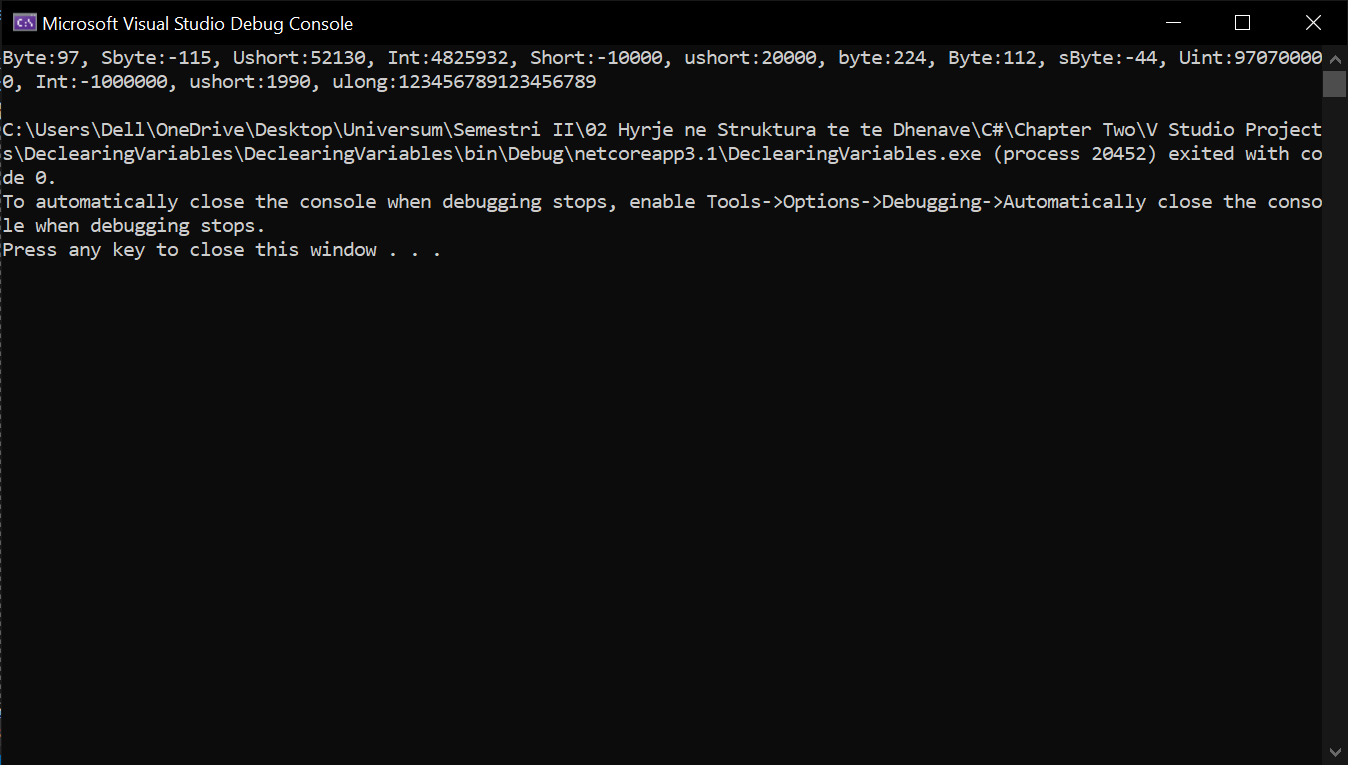 Microsoft Visual Studio Debug Console
Byte:97, Sbyte:-115, Ushort:52130, Int:4825932, Short:-10000, ushort:20000, byte:224, Byte:112, sByte:-44, Uint:97070000
0, Int:-1000000, ushort:1990, ulong:123456789123456789
C:\Users\Dell\OneDrive\Desktop\Universum\Semestri II\02 Hyrje ne Struktura te te Dhenave\C#\Chapter Two\V Studio Project
s\DeclearingVariables\DeclearingVariables\bin\Debug\netcoreapp3.1\DeclearingVariables.exe (process 20452) exited with co
de 0.
To automatically close the console when debugging stops, enable Tools->Options->Debugging->Automatically close the conso
le when debugging stops.
Press any key to close this window . . .